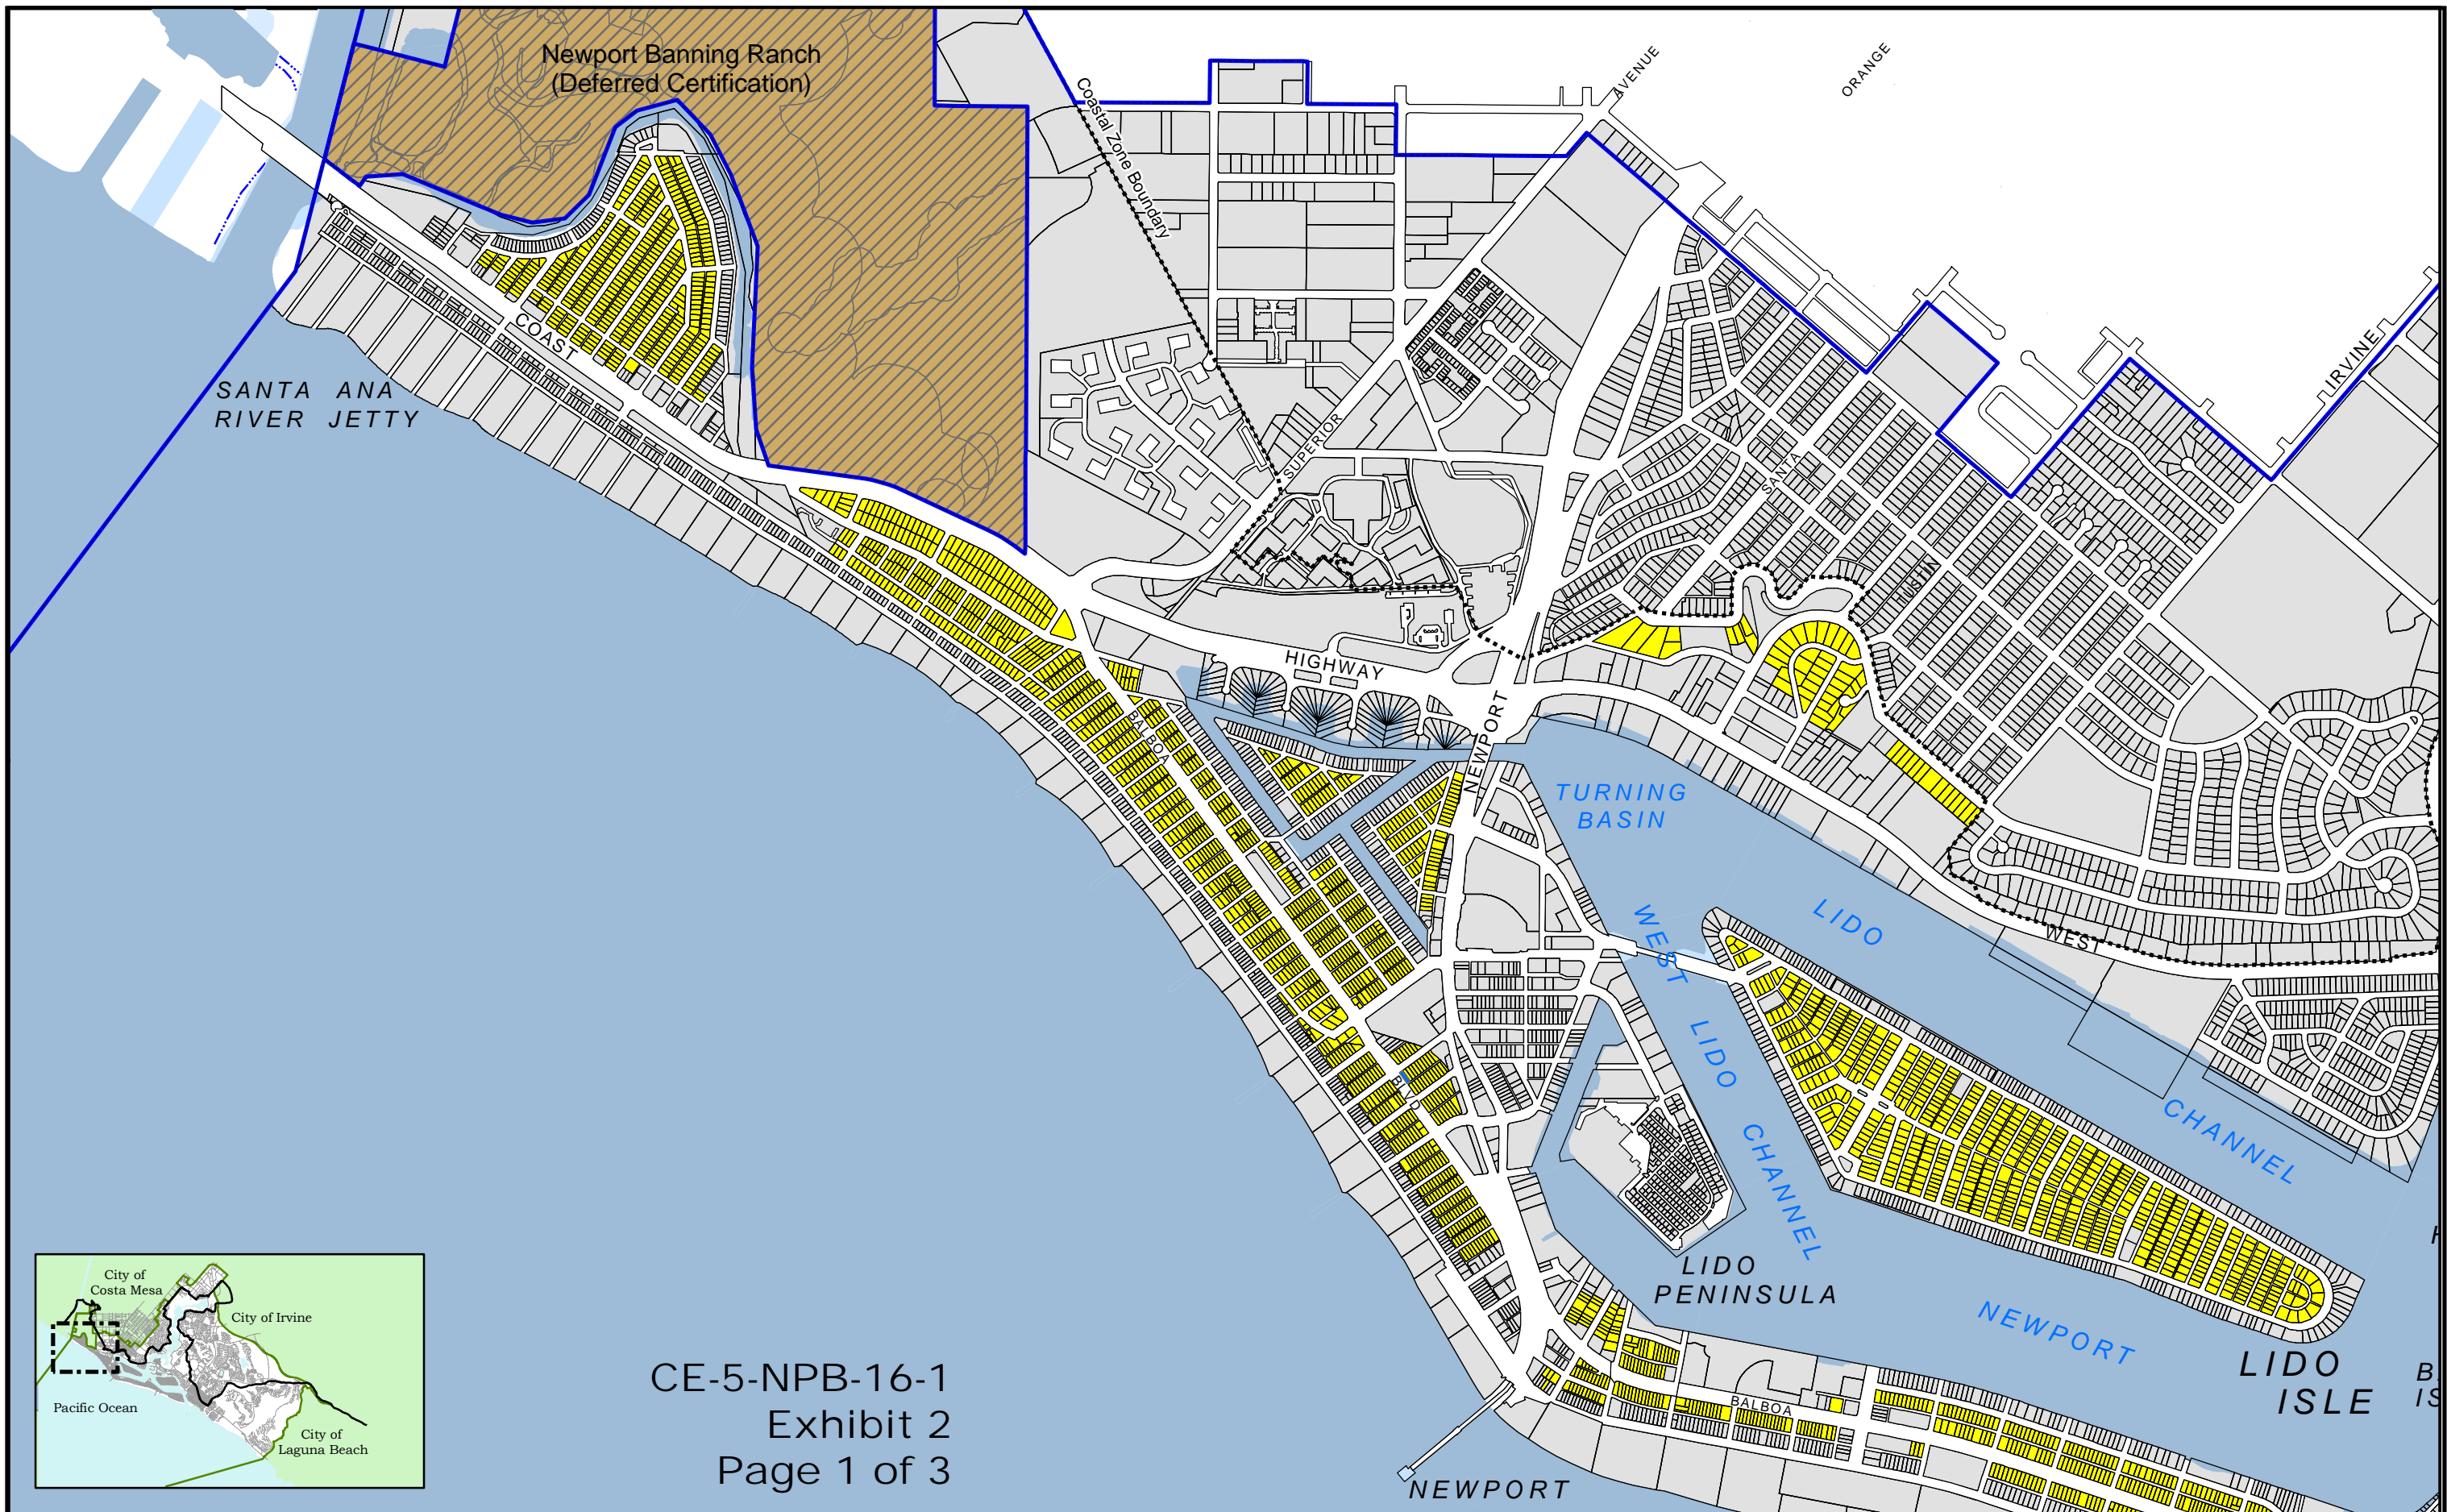 Newport Banning Ranch
(Deferred Certification)
AVENUE
ORANGE
Coastal Zone Boundary
COAST
SANTA ANA
RIVER JETTY
IRVINE
SUPERIOR
SANTA
TUSTIN
HIGHWAY
NEWPORT
BALBOA
TURNING
BASIN
LIDO
CHANNEL
WEST
WEST LIDO CHANNEL
BLVD
LIDO
PENINSULA
NEWPORT
LIDO
ISLE
BALBOA
NEWPORT
City of
Costa Mesa
City of Irvine
Pacific Ocean
City of
Laguna Beach
CE-5-NPB-16-1
Exhibit 2
Page 1 of 3